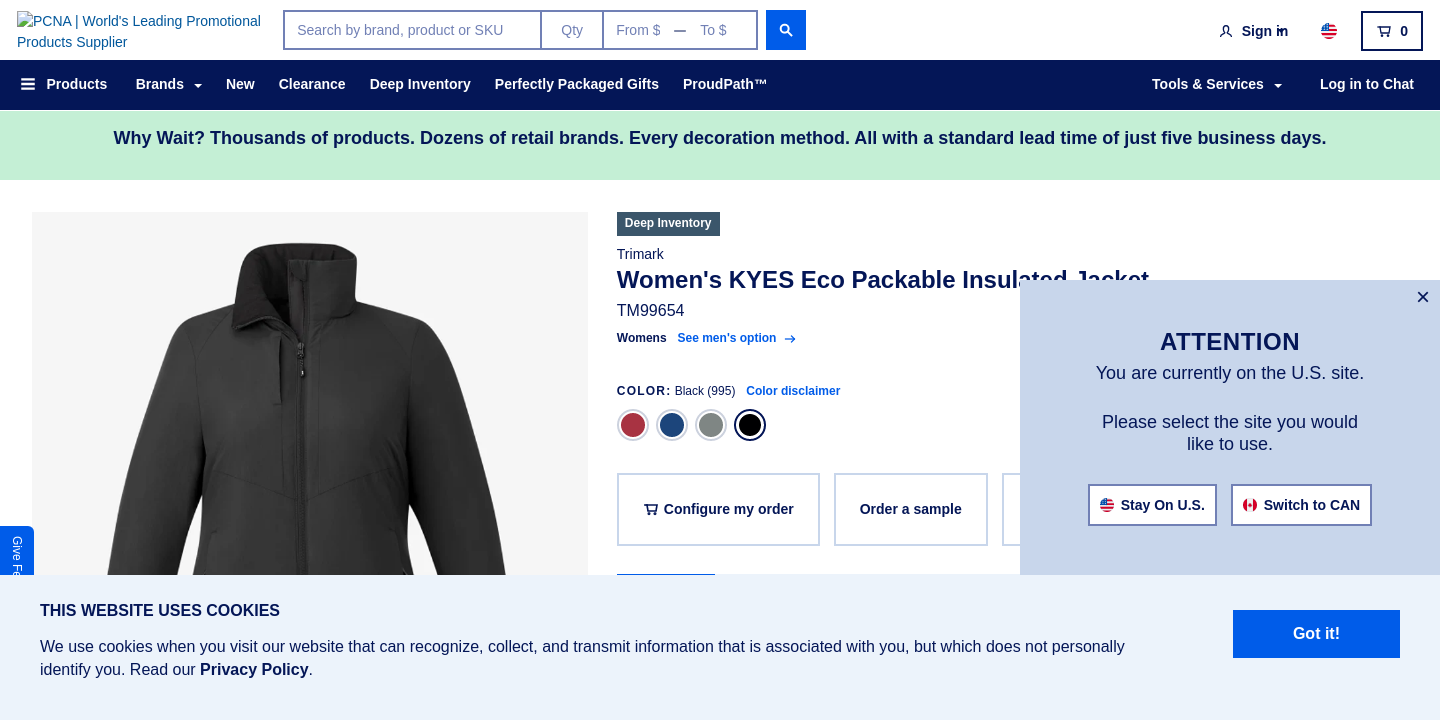 PCNA | World's Leading Promotional
Products Supplier
Search by brand, product or SKU
Qty
From $
To $
Sign in
0
Products
Brands
New
Clearance
Deep Inventory
Perfectly Packaged Gifts
ProudPath™
Tools & Services
Log in to Chat
Why Wait? Thousands of products. Dozens of retail brands. Every decoration method. All with a standard lead time of just five business days.
Deep Inventory
Trimark
Women's KYES Eco Packable Insulated Jacket
TM99654
Womens See men's option
COLOR: Black (995) Color disclaimer
Configure my order
Order a sample
×
ATTENTION
You are currently on the U.S. site.
Please select the site you would
like to use.
Stay On U.S.
Switch to CAN
Give
THIS WEBSITE USES COOKIES
We use cookies when you visit our website that can recognize, collect, and transmit information that is associated with you, but which does not personally
identify you. Read our Privacy Policy.
Got it!